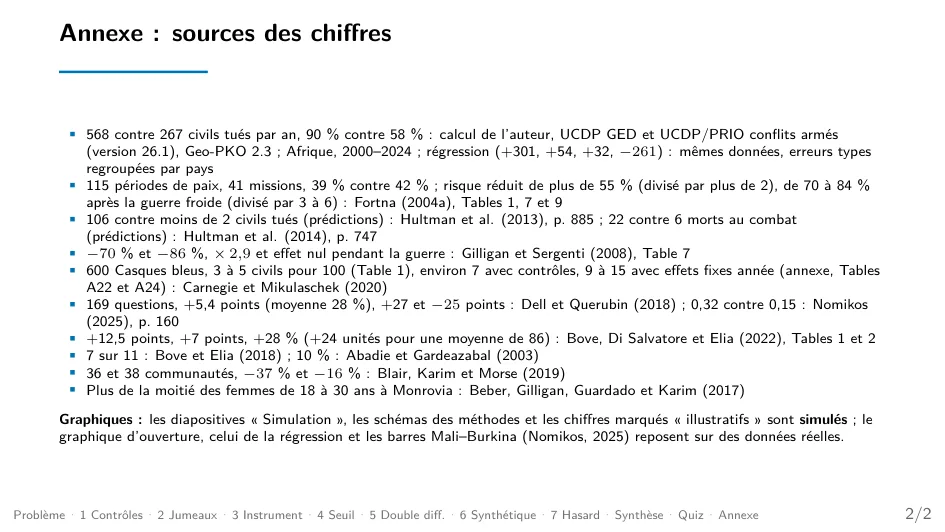 Annexe : sources des chiffres
▪ 568 contre 267 civils tués par an, 90 % contre 58 % : calcul de l'auteur, UCDP GED et UCDP/PRIO conflits armés
(version 26.1), Geo-PKO 2.3 ; Afrique, 2000–2024 ; régression (+301, +54, +32, −261) : mêmes données, erreurs types
regroupées par pays
▪ 115 périodes de paix, 41 missions, 39 % contre 42 % ; risque réduit de plus de 55 % (divisé par plus de 2), de 70 à 84 %
après la guerre froide (divisé par 3 à 6) : Fortna (2004a), Tables 1, 7 et 9
▪ 106 contre moins de 2 civils tués (prédictions) : Hultman et al. (2013), p. 885 ; 22 contre 6 morts au combat
(prédictions) : Hultman et al. (2014), p. 747
▪ −70 % et −86 %, × 2,9 et effet nul pendant la guerre : Gilligan et Sergenti (2008), Table 7
▪ 600 Casques bleus, 3 à 5 civils pour 100 (Table 1), environ 7 avec contrôles, 9 à 15 avec effets fixes année (annexe, Tables
A22 et A24) : Carnegie et Mikulaschek (2020)
▪ 169 questions, +5,4 points (moyenne 28 %), +27 et −25 points : Dell et Querubin (2018) ; 0,32 contre 0,15 : Nomikos
(2025), p. 160
▪ +12,5 points, +7 points, +28 % (+24 unités pour une moyenne de 86) : Bove, Di Salvatore et Elia (2022), Tables 1 et 2
▪ 7 sur 11 : Bove et Elia (2018) ; 10 % : Abadie et Gardeazabal (2003)
▪ 36 et 38 communautés, −37 % et −16 % : Blair, Karim et Morse (2019)
▪ Plus de la moitié des femmes de 18 à 30 ans à Monrovia : Beber, Gilligan, Guardado et Karim (2017)
Graphiques : les diapositives « Simulation », les schémas des méthodes et les chiffres marqués « illustratifs » sont simulés ; le
graphique d'ouverture, celui de la régression et les barres Mali–Burkina (Nomikos, 2025) reposent sur des données réelles.
Problème · 1 Contrôles · 2 Jumeaux · 3 Instrument · 4 Seuil · 5 Double diff. · 6 Synthétique · 7 Hasard · Synthèse · Quiz · Annexe
2/2